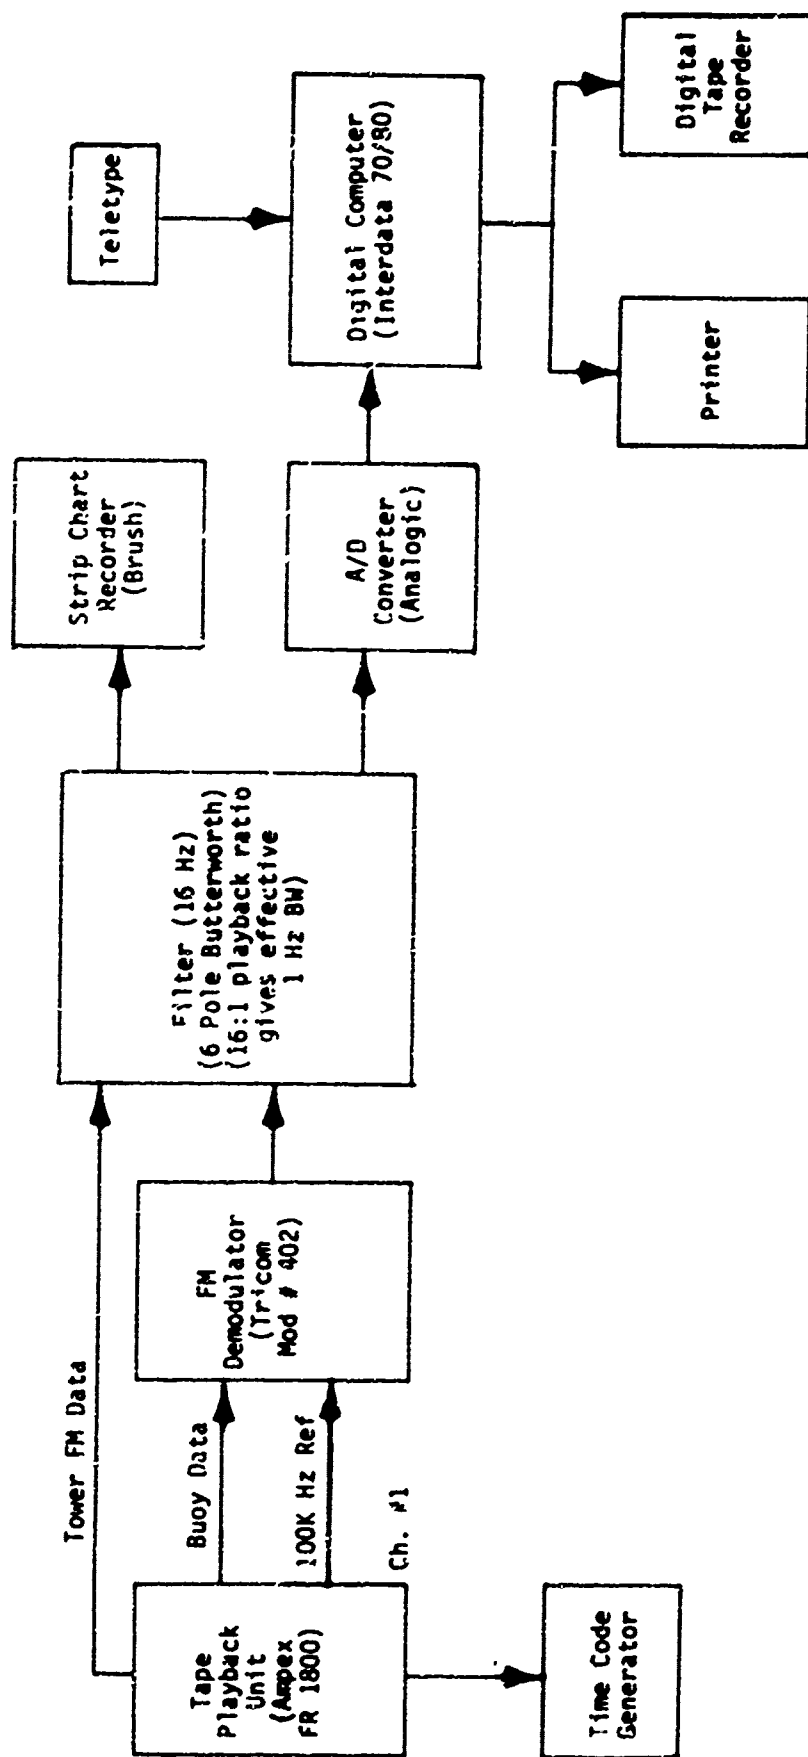 Tape
Playback
Unit
(Ampex
FR 1800)
Time Code
Generator
Tower FM Data
Buoy Data
100K Hz Ref
Ch. #1
FM
Demodulator
(Tricom
Mod # 402)
Filter (16 Hz)
(6 Pole Butterworth)
(16:1 playback ratio
gives effective
1 Hz BW)
Strip Chart
Recorder
(Brush)
A/D
Converter
(Analogic)
Teletype
Digital Computer
(Interdata 70/80)
Printer
Digital
Tape
Recorder